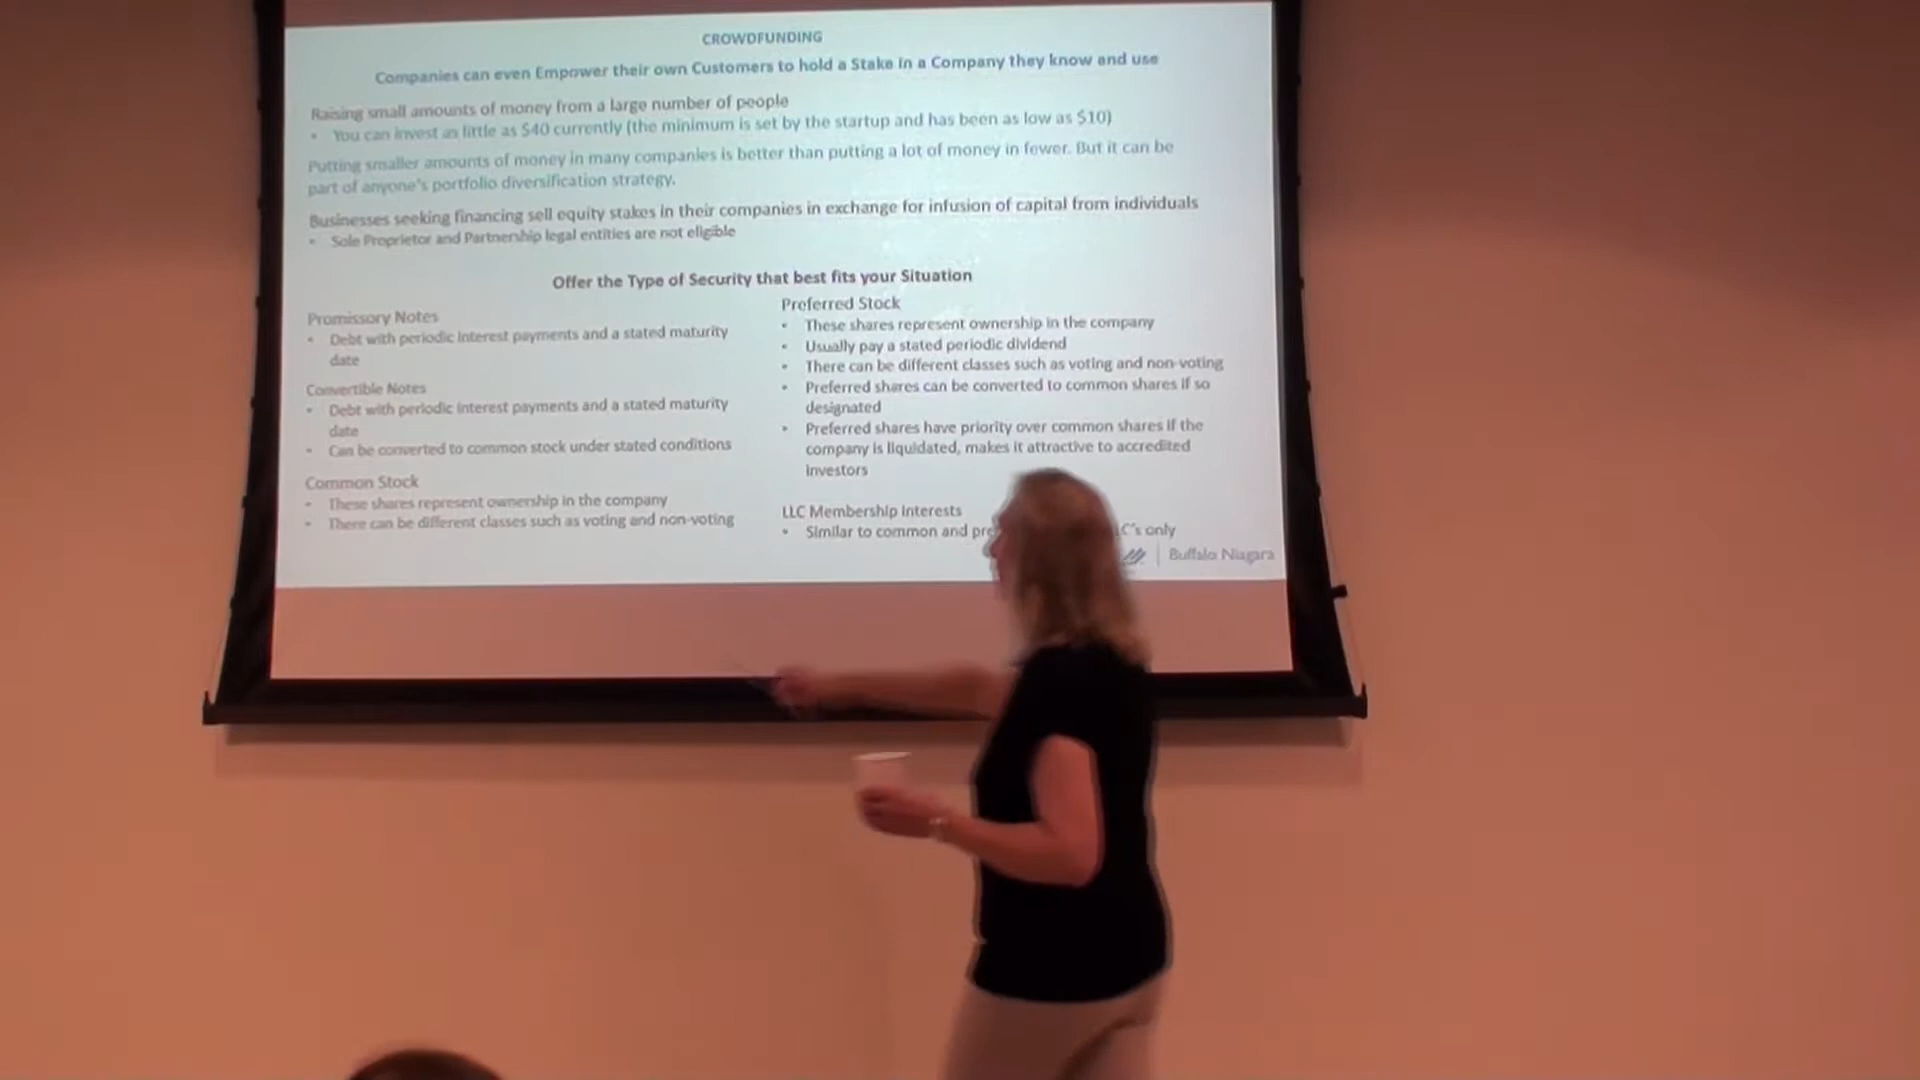 CROWDFUNDING
Companies can even Empower their own Customers to hold a Stake in a Company they know and use
Raising small amounts of money from a large number of people
• You can invest as little as $40 currently (the minimum is set by the startup and has been as low as $10)
Putting smaller amounts of money in many companies is better than putting a lot of money in fewer. But it can be
part of anyone's portfolio diversification strategy.
Businesses seeking financing sell equity stakes in their companies in exchange for infusion of capital from individuals
• Sole Proprietor and Partnership legal entities are not eligible
Offer the Type of Security that best fits your Situation
Promissory Notes
• Debt with periodic interest payments and a stated maturity
date
Convertible Notes
• Debt with periodic interest payments and a stated maturity
date
• Can be converted to common stock under stated conditions
Common Stock
• These shares represent ownership in the company
• There can be different classes such as voting and non-voting
Preferred Stock
• These shares represent ownership in the company
• Usually pay a stated periodic dividend
• There can be different classes such as voting and non-voting
• Preferred shares can be converted to common shares if so
designated
• Preferred shares have priority over common shares if the
company is liquidated, makes it attractive to accredited
investors
LLC Membership Interests
• Similar to common and pre LC's only
Buffalo Niagara